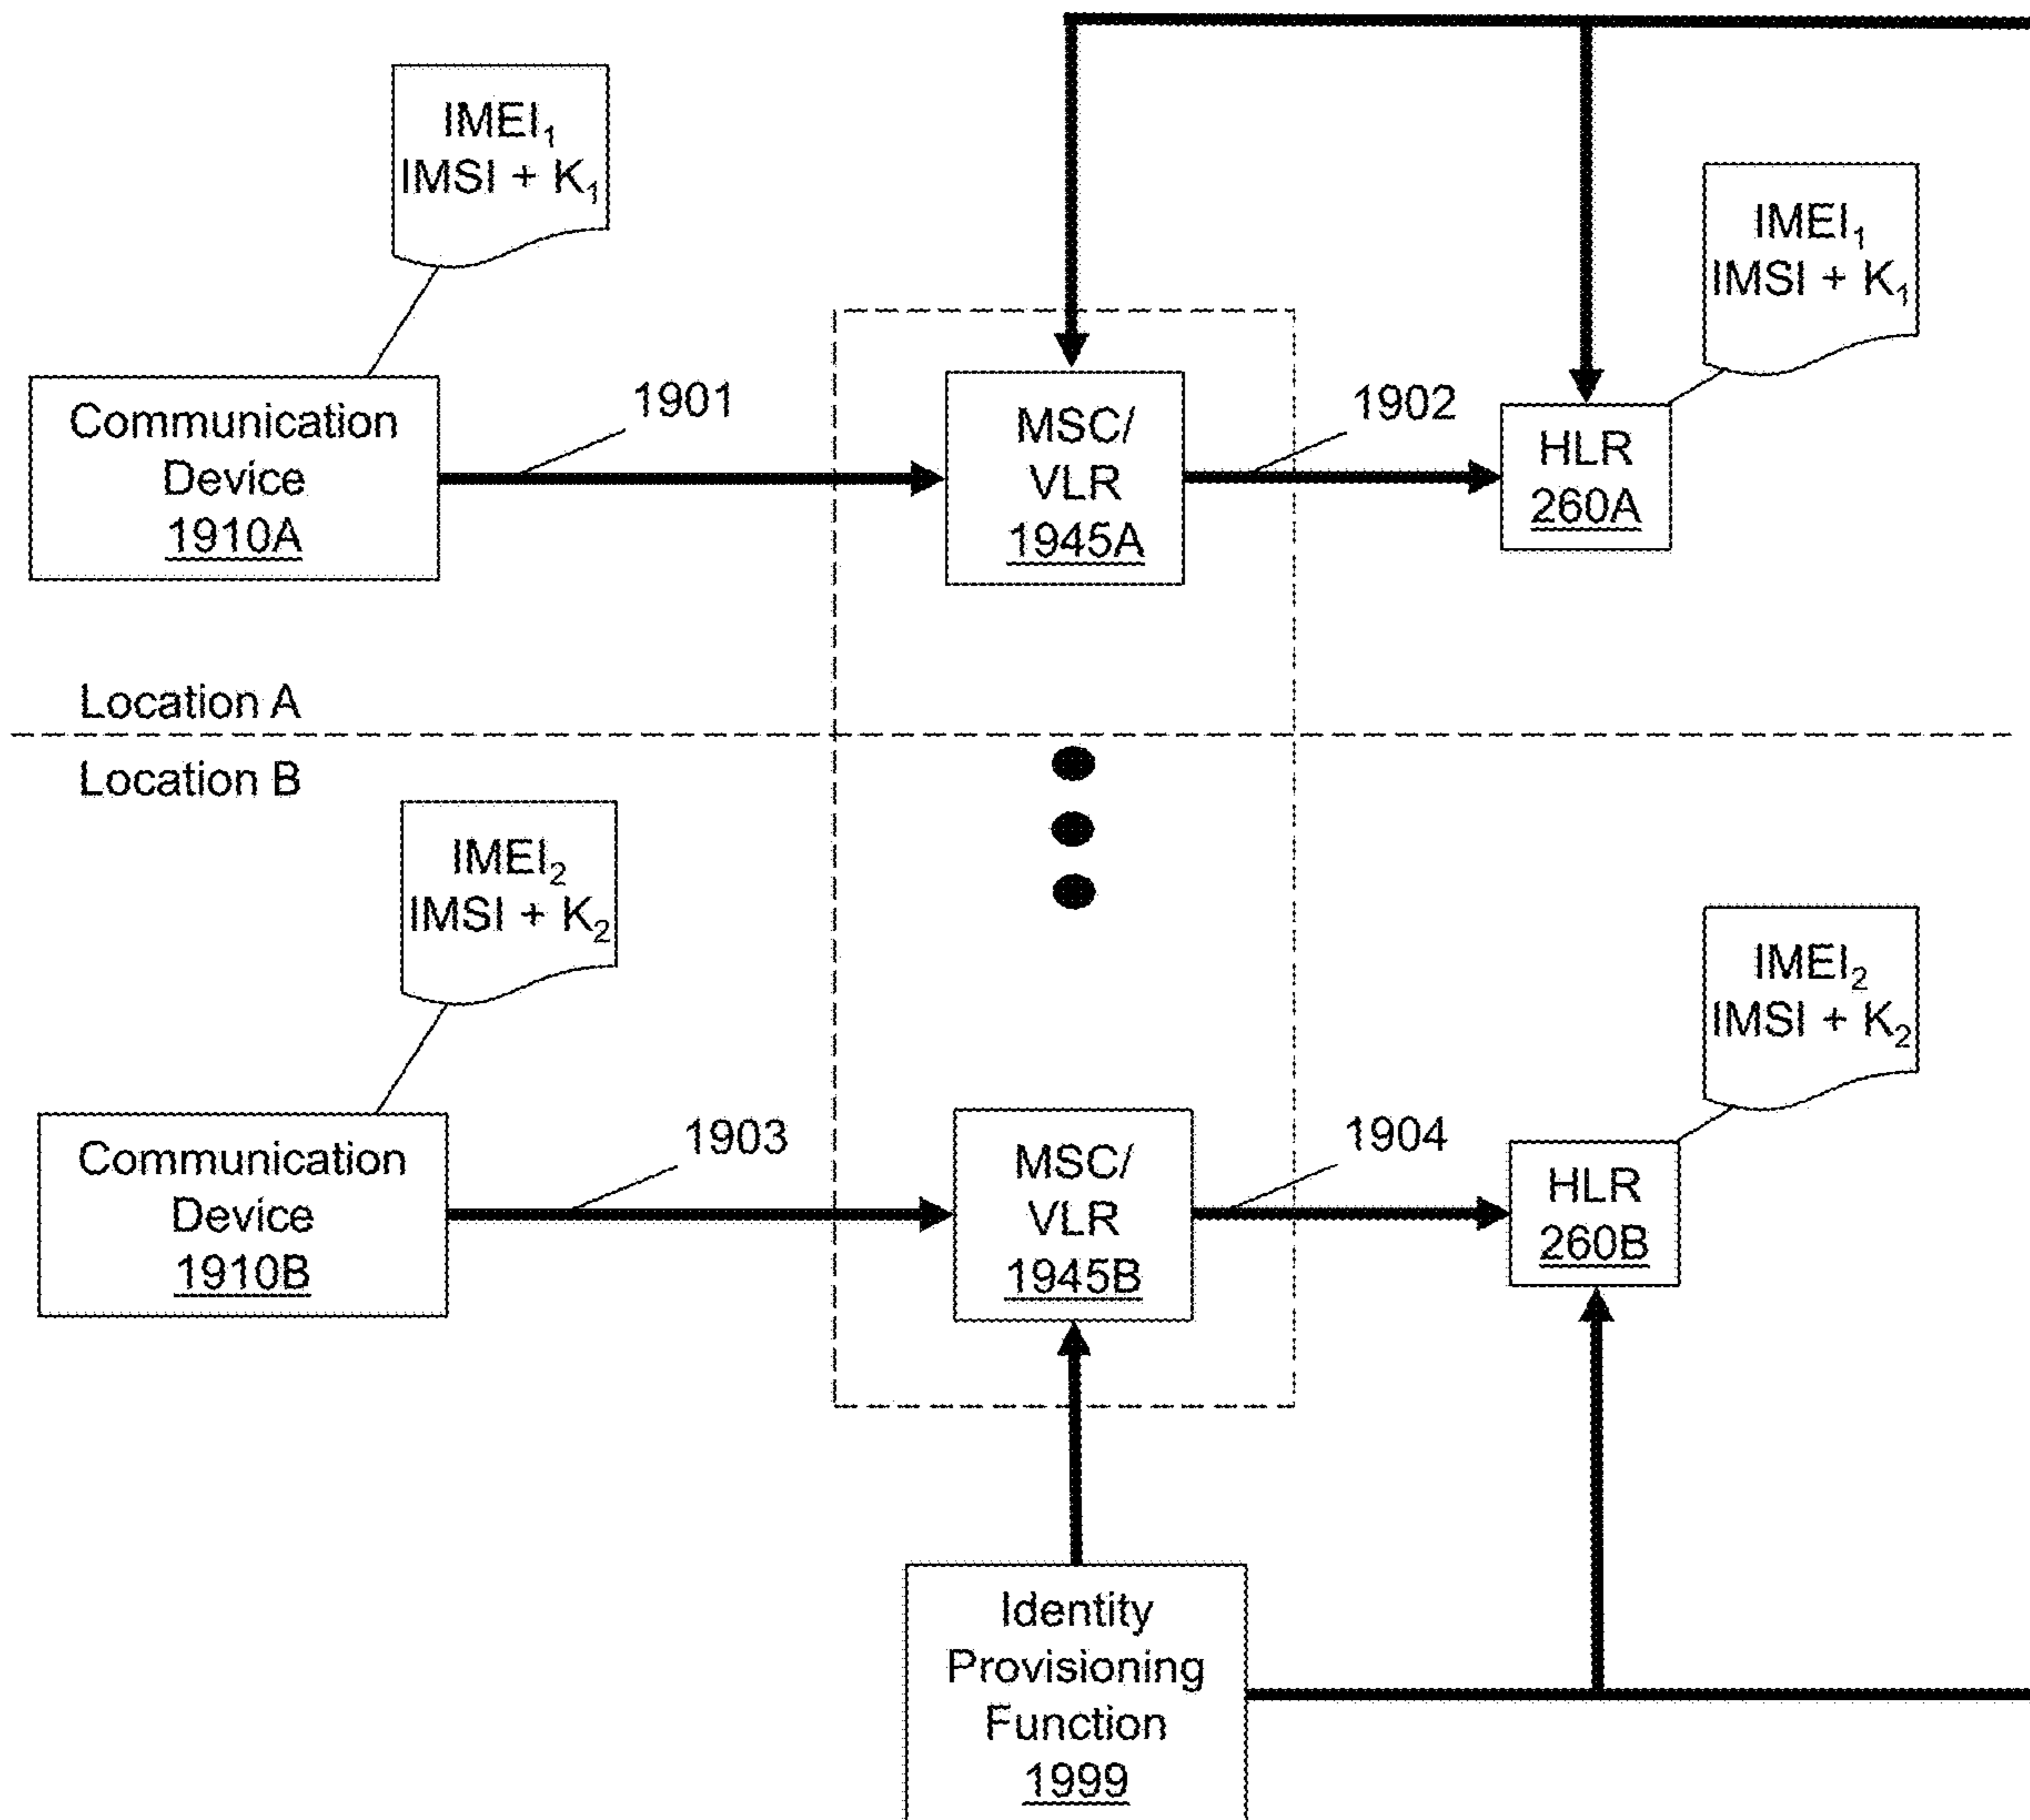 IMEI₁
IMSI + K₁
IMEI₁
IMSI + K₁
Communication
Device
1910A
1901
MSC/
VLR
1945A
1902
HLR
260A
Location A
Location B
IMEI₂
IMSI + K₂
IMEI₂
IMSI + K₂
Communication
Device
1910B
1903
MSC/
VLR
1945B
1904
HLR
260B
Identity
Provisioning
Function
1999